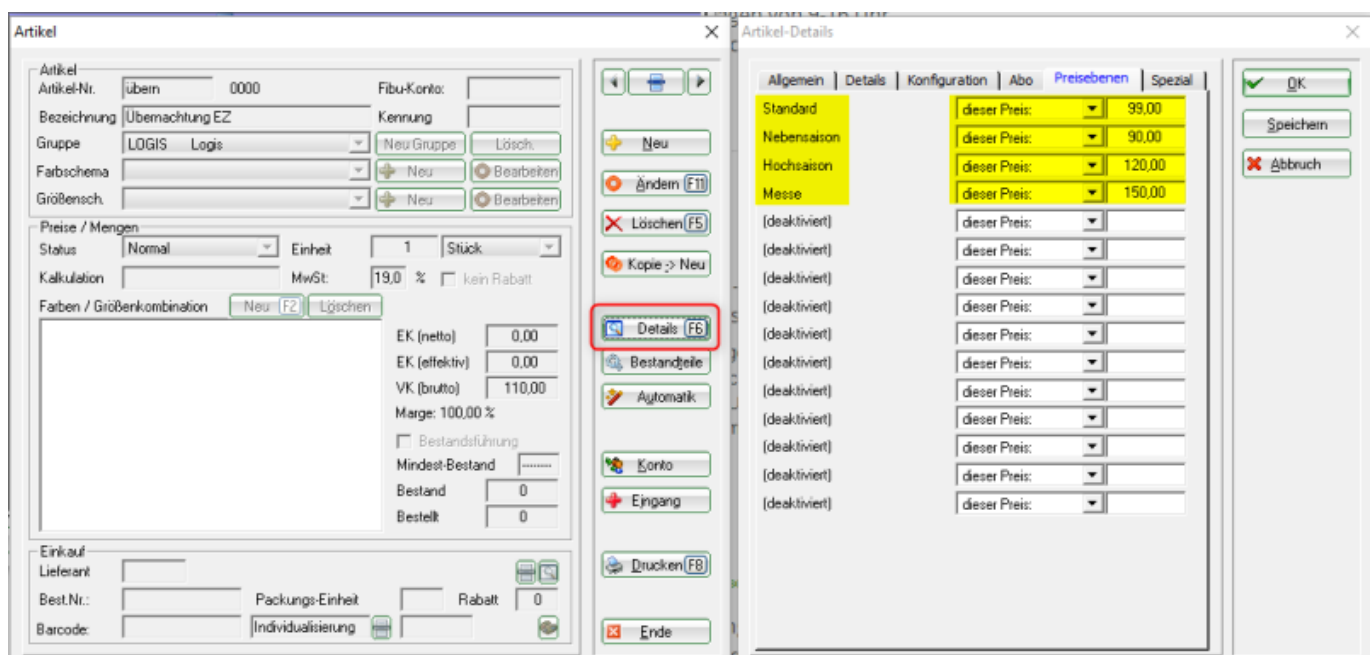 Artikel
Artikel
Artikel-Nr. übern 0000 Fibu-Konto:
Bezeichnung Übernachtung EZ Kennung
Gruppe LOGIS Logis Neu Gruppe Lösch.
Farbschema Neu Bearbeiten
Größensch. Neu Bearbeiten
Preise / Mengen
Status Normal Einheit 1 Stück
Kalkulation MwSt: 19,0 % kein Rabatt
Farben / Größenkombination Neu F2 Löschen
EK (netto) 0,00
EK (effektiv) 0,00
VK (brutto) 110,00
Marge: 100,00 %
Bestandsführung
Mindest-Bestand --------
Bestand 0
Bestellt 0
Einkauf
Lieferant
Best.Nr.: Packungs-Einheit Rabatt 0
Barcode: Individualisierung
Neu
Ändern F11
Löschen F5
Kopie -> Neu
Details F6
Bestandteile
Automatik
Konto
Eingang
Drucken F8
Ende
Artikel-Details
Allgemein Details Konfiguration Abo Preisebenen Spezial
Standard dieser Preis: 99,00
Nebensaison dieser Preis: 90,00
Hochsaison dieser Preis: 120,00
Messe dieser Preis: 150,00
(deaktiviert) dieser Preis:
(deaktiviert) dieser Preis:
(deaktiviert) dieser Preis:
(deaktiviert) dieser Preis:
(deaktiviert) dieser Preis:
(deaktiviert) dieser Preis:
(deaktiviert) dieser Preis:
(deaktiviert) dieser Preis:
(deaktiviert) dieser Preis:
(deaktiviert) dieser Preis:
(deaktiviert) dieser Preis:
OK
Speichern
Abbruch